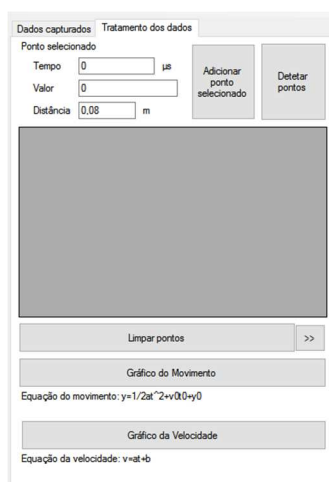 Dados capturados Tratamento dos dados
Ponto selecionado
Tempo 0 µs
Valor 0
Distância 0,08 m
Adicionar
ponto
selecionado
Detetar
pontos
Limpar pontos >>
Gráfico do Movimento
Equação do movimento: y=1/2at^2+v0t0+y0
Gráfico da Velocidade
Equação da velocidade: v=at+b